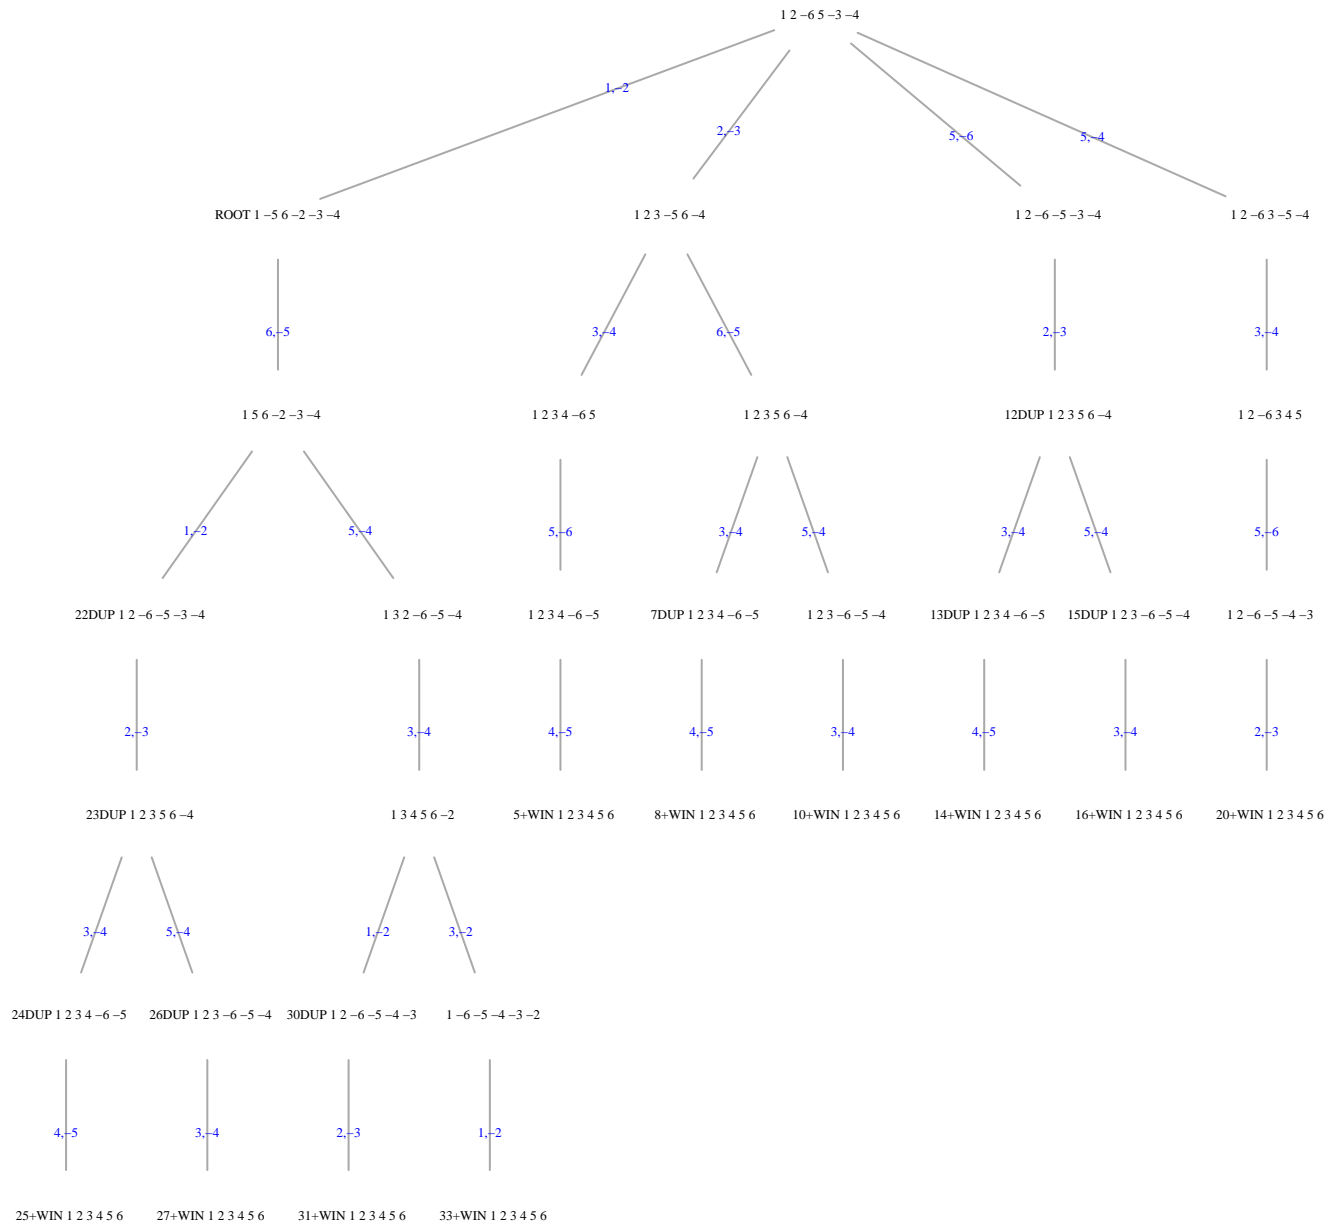 1 2 −6 5 −3 −4
1,−2
2,−3
5,−6
5,−4
ROOT 1 −5 6 −2 −3 −4
1 2 3 −5 6 −4
1 2 −6 −5 −3 −4
1 2 −6 3 −5 −4
6,−5
3,−4
6,−5
2,−3
3,−4
1 5 6 −2 −3 −4
1 2 3 4 −6 5
1 2 3 5 6 −4
12DUP 1 2 3 5 6 −4
1 2 −6 3 4 5
1,−2
5,−4
5,−6
3,−4
5,−4
3,−4
5,−4
5,−6
22DUP 1 2 −6 −5 −3 −4
1 3 2 −6 −5 −4
1 2 3 4 −6 −5
7DUP 1 2 3 4 −6 −5
1 2 3 −6 −5 −4
13DUP 1 2 3 4 −6 −5
15DUP 1 2 3 −6 −5 −4
1 2 −6 −5 −4 −3
2,−3
3,−4
4,−5
4,−5
3,−4
4,−5
3,−4
2,−3
23DUP 1 2 3 5 6 −4
1 3 4 5 6 −2
5+WIN 1 2 3 4 5 6
8+WIN 1 2 3 4 5 6
10+WIN 1 2 3 4 5 6
14+WIN 1 2 3 4 5 6
16+WIN 1 2 3 4 5 6
20+WIN 1 2 3 4 5 6
3,−4
5,−4
1,−2
3,−2
24DUP 1 2 3 4 −6 −5
26DUP 1 2 3 −6 −5 −4
30DUP 1 2 −6 −5 −4 −3
1 −6 −5 −4 −3 −2
4,−5
3,−4
2,−3
1,−2
25+WIN 1 2 3 4 5 6
27+WIN 1 2 3 4 5 6
31+WIN 1 2 3 4 5 6
33+WIN 1 2 3 4 5 6